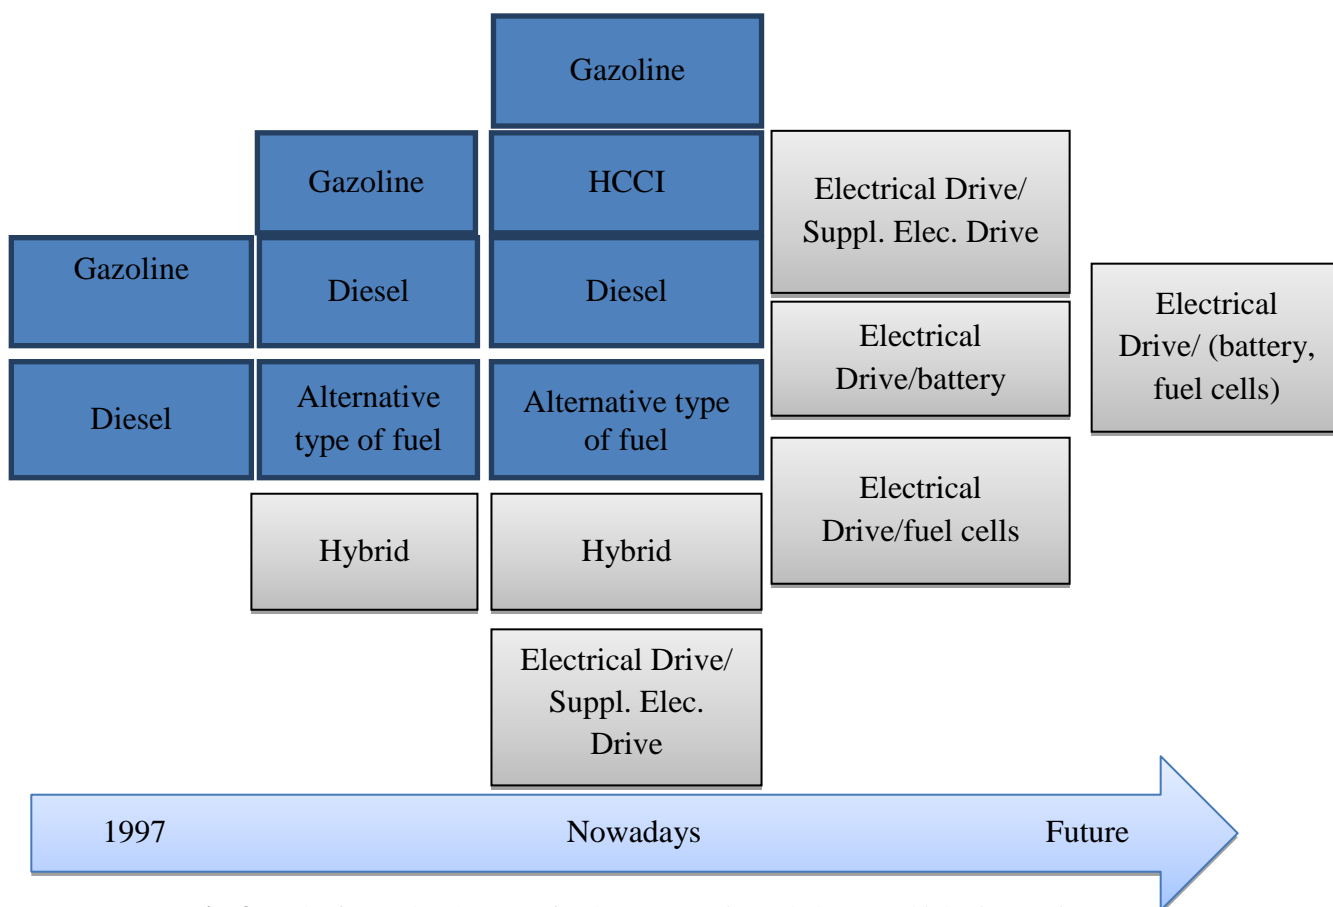 Gazoline
Diesel
Gazoline
Diesel
Alternative
type of fuel
Hybrid
Gazoline
HCCI
Diesel
Alternative type
of fuel
Hybrid
Electrical Drive/
Suppl. Elec.
Drive
Electrical Drive/
Suppl. Elec. Drive
Electrical
Drive/battery
Electrical
Drive/fuel cells
Electrical
Drive/ (battery,
fuel cells)
1997
Nowadays
Future